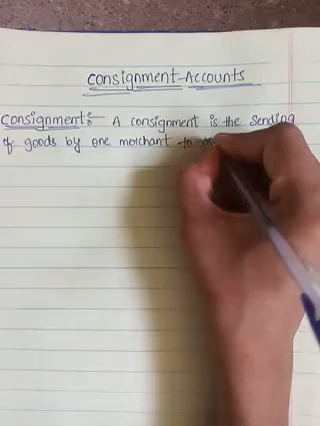 Consignment Accounts
Consignment:- A consignment is the sending
of goods by one merchant to